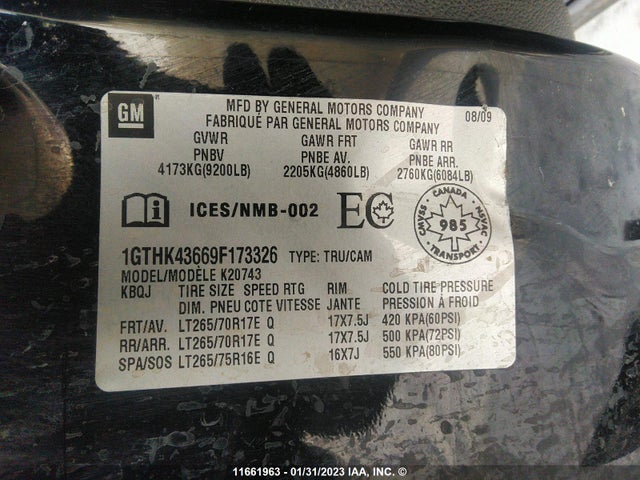 GM
MFD BY GENERAL MOTORS COMPANY 08/09
FABRIQUÉ PAR GENERAL MOTORS COMPANY
GVWR GAWR FRT GAWR RR
PNBV PNBE AV. PNBE ARR.
4173KG(9200LB) 2205KG(4860LB) 2760KG(6084LB)
ICES/NMB-002 EC
CANADA
CMVSS NSVAC
985
TRANSPORT
1GTHK43669F173326 TYPE: TRU/CAM
MODEL/MODÈLE K20743
KBQJ TIRE SIZE SPEED RTG RIM COLD TIRE PRESSURE
DIM. PNEU COTE VITESSE JANTE PRESSION À FROID
FRT/AV. LT265/70R17E Q 17X7.5J 420 KPA(60PSI)
RR/ARR. LT265/70R17E Q 17X7.5J 500 KPA(72PSI)
SPA/SOS LT265/75R16E Q 16X7J 550 KPA(80PSI)
11661963 - 01/31/2023 IAA, INC. ©